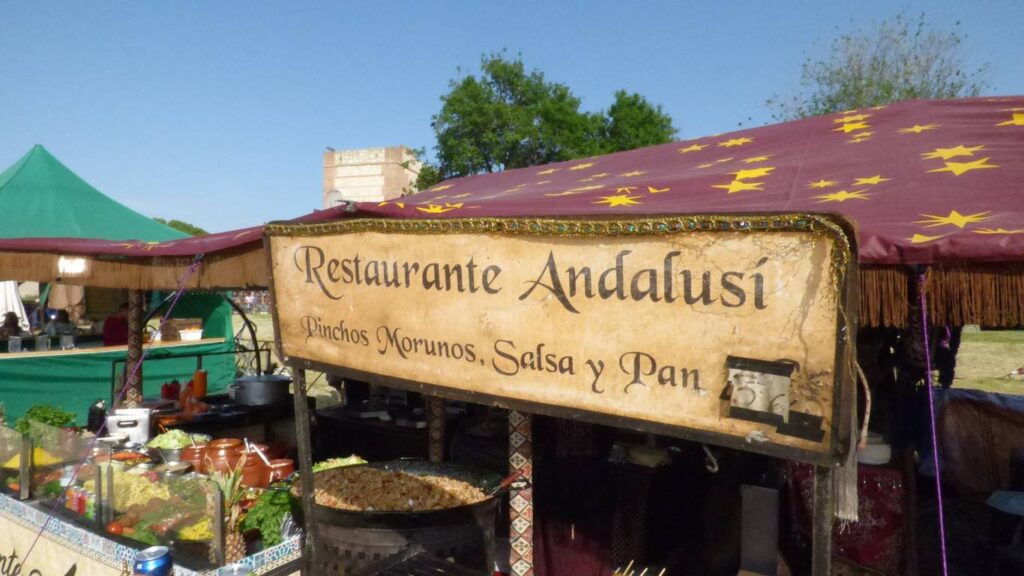 Restaurante Andalusí
Pinchos Morunos, Salsa y Pan